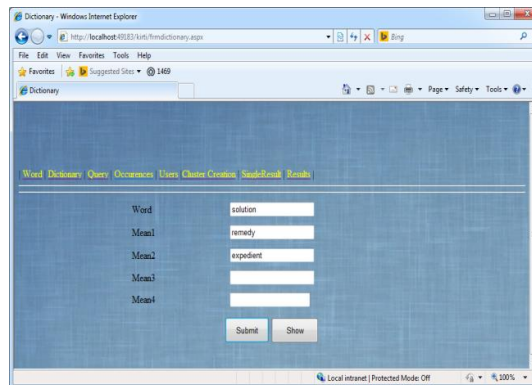 Dictionary - Windows Internet Explorer
http://localhost:49183/kirti/frmdictionary.aspx
Bing
File Edit View Favorites Tools Help
Favorites Suggested Sites 1469
Dictionary
Page Safety Tools
| Word| Dictionary| Query| Occurences| Users| Cluster Creation| SingleResult| Results|
Word solution
Mean1 remedy
Mean2 expedient
Mean3
Mean4
Submit Show
Local intranet | Protected Mode: Off 100%